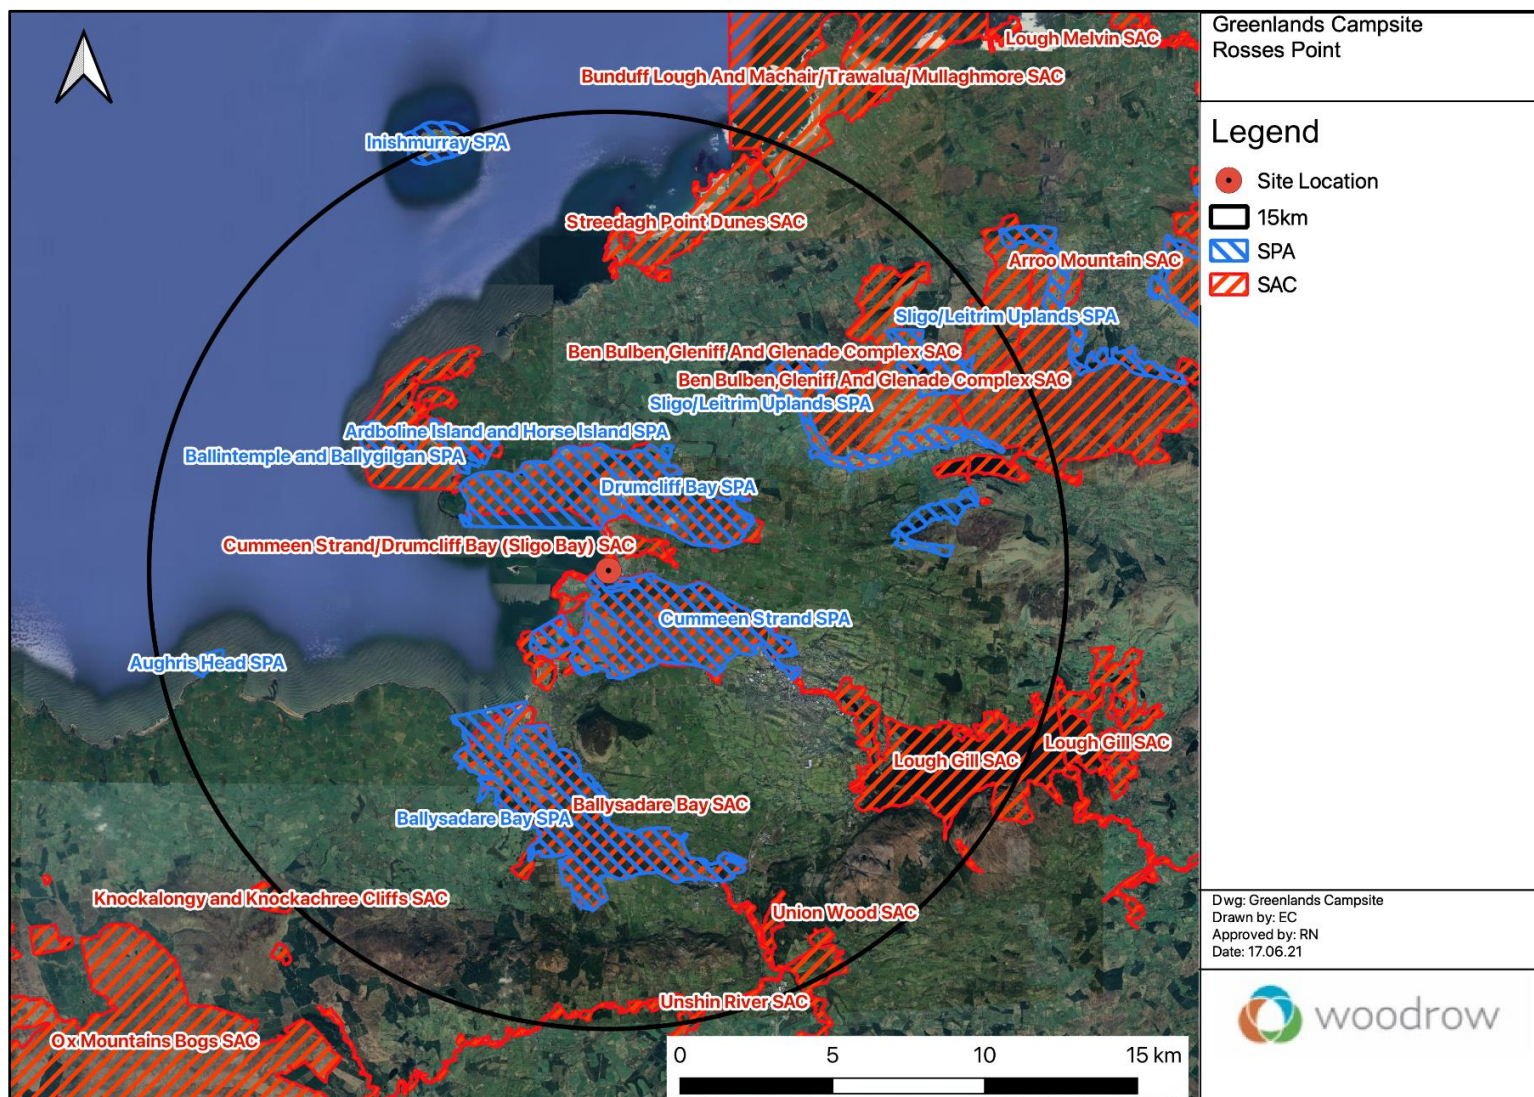 Greenlands Campsite
Rosses Point
Legend
Site Location
15km
SPA
SAC
Lough Melvin SAC
Bunduff Lough And Machair/Trawalua/Mullaghmore SAC
Inishmurray SPA
Streedagh Point Dunes SAC
Arroo Mountain SAC
Sligo/Leitrim Uplands SPA
Ben Bulben,Gleniff And Glenade Complex SAC
Ben Bulben,Gleniff And Glenade Complex SAC
Sligo/Leitrim Uplands SPA
Ardboline Island and Horse Island SPA
Ballintemple and Ballygilgan SPA
Drumcliff Bay SPA
Cummeen Strand/Drumcliff Bay (Sligo Bay) SAC
Cummeen Strand SPA
Aughris Head SPA
Lough Gill SAC
Lough Gill SAC
Ballysadare Bay SAC
Ballysadare Bay SPA
Knockalongy and Knockachree Cliffs SAC
Union Wood SAC
Unshin River SAC
Ox Mountains Bogs SAC
0 5 10 15 km
Dwg: Greenlands Campsite
Drawn by: EC
Approved by: RN
Date: 17.06.21
woodrow